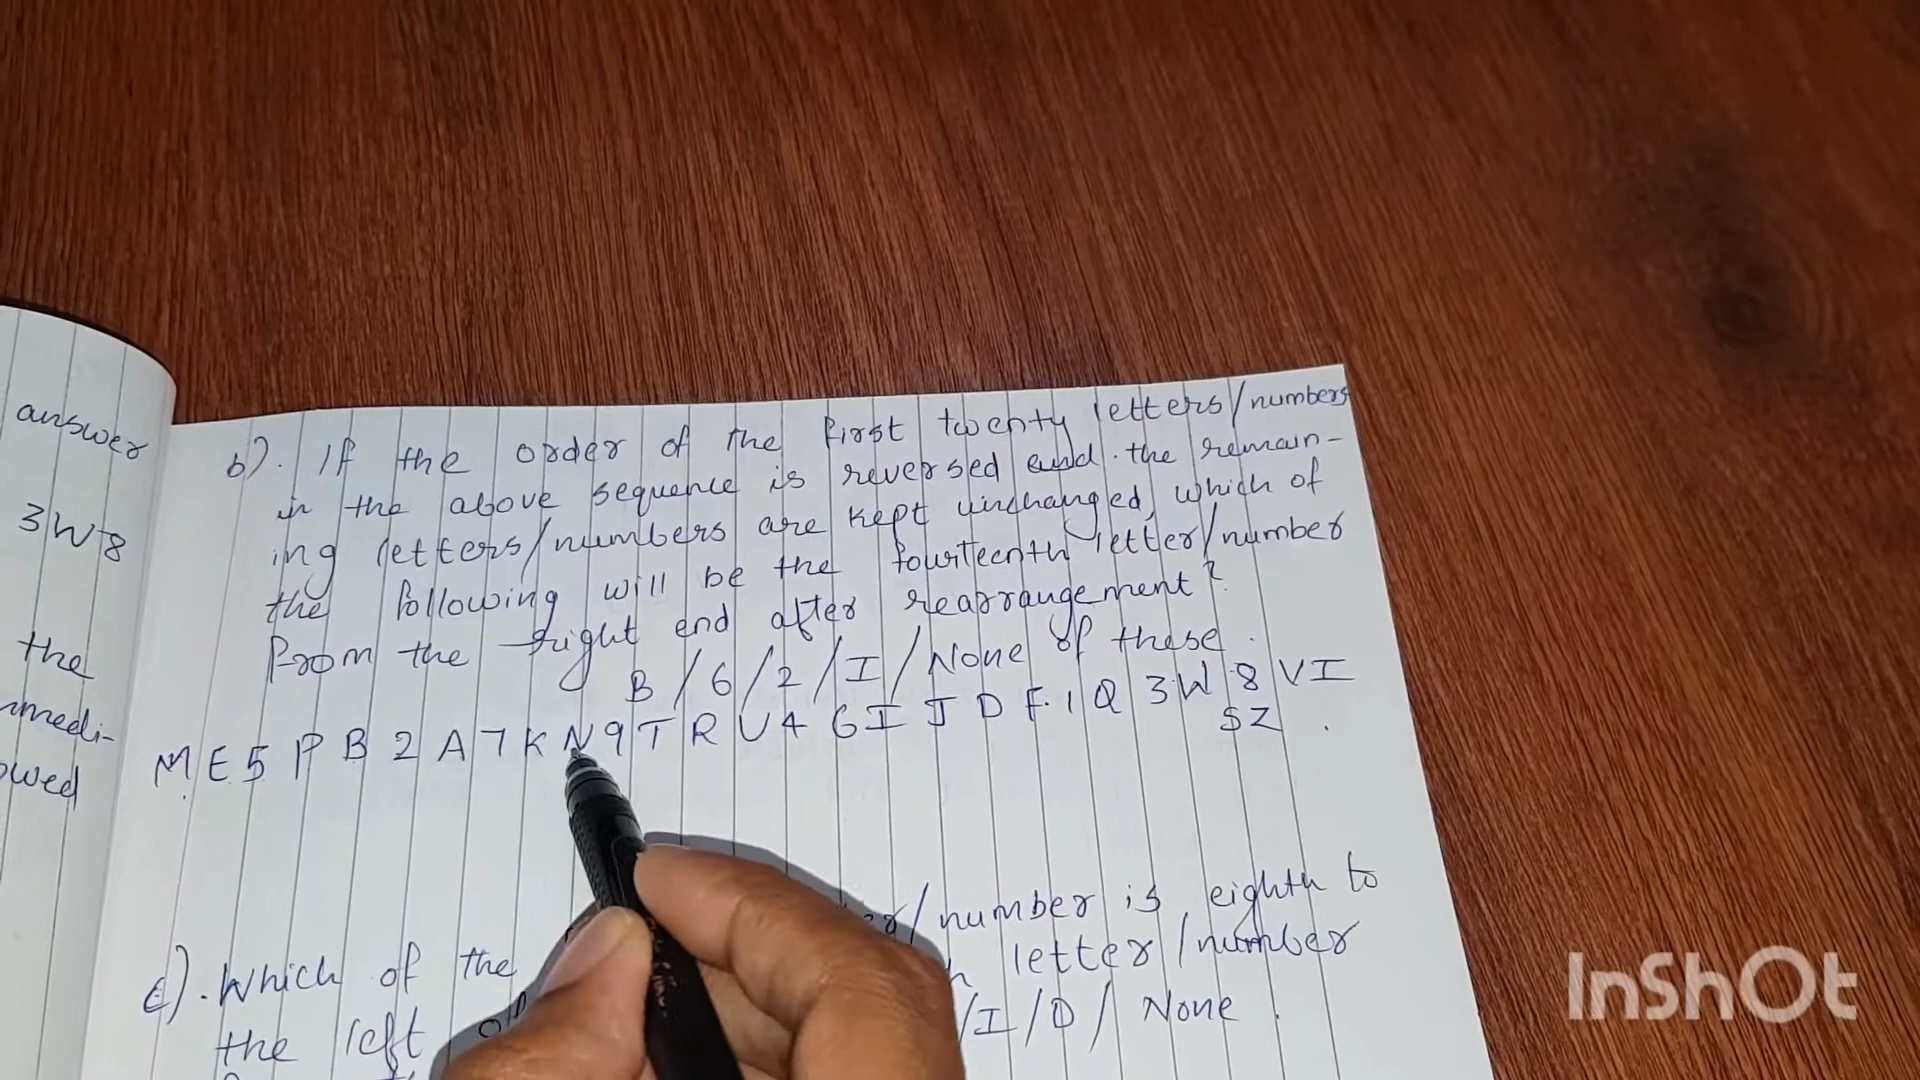 answer
3W8
the
owed
b). If the order of the first twenty letters/numbers
in the above sequence is reversed and the remain-
ing letters/numbers are kept unchanged, which of
the following will be the fourteenth letter/number
from the right end after rearrangement?
B/6/2/I/None of these.
M E 5 P B 2 A 7 K N 9 T R U 4 6 I J D F 1 Q 3 W 8 V I
S Z .
c). Which of the /number is eighth to
the left letter/number
/I/D/ None .
InShOt